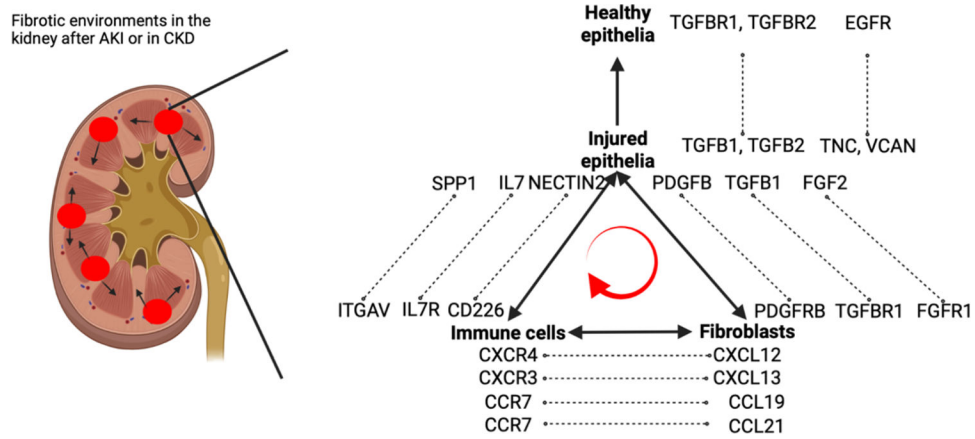 Fibrotic environments in the
kidney after AKI or in CKD
Healthy
epithelia
TGFBR1, TGFBR2
EGFR
Injured
epithelia
TGFB1, TGFB2
TNC, VCAN
SPP1
IL7
NECTIN2
PDGFB
TGFB1
FGF2
ITGAV
IL7R
CD226
PDGFRB
TGFBR1
FGFR1
Immune cells
Fibroblasts
CXCR4
CXCL12
CXCR3
CXCL13
CCR7
CCL19
CCR7
CCL21